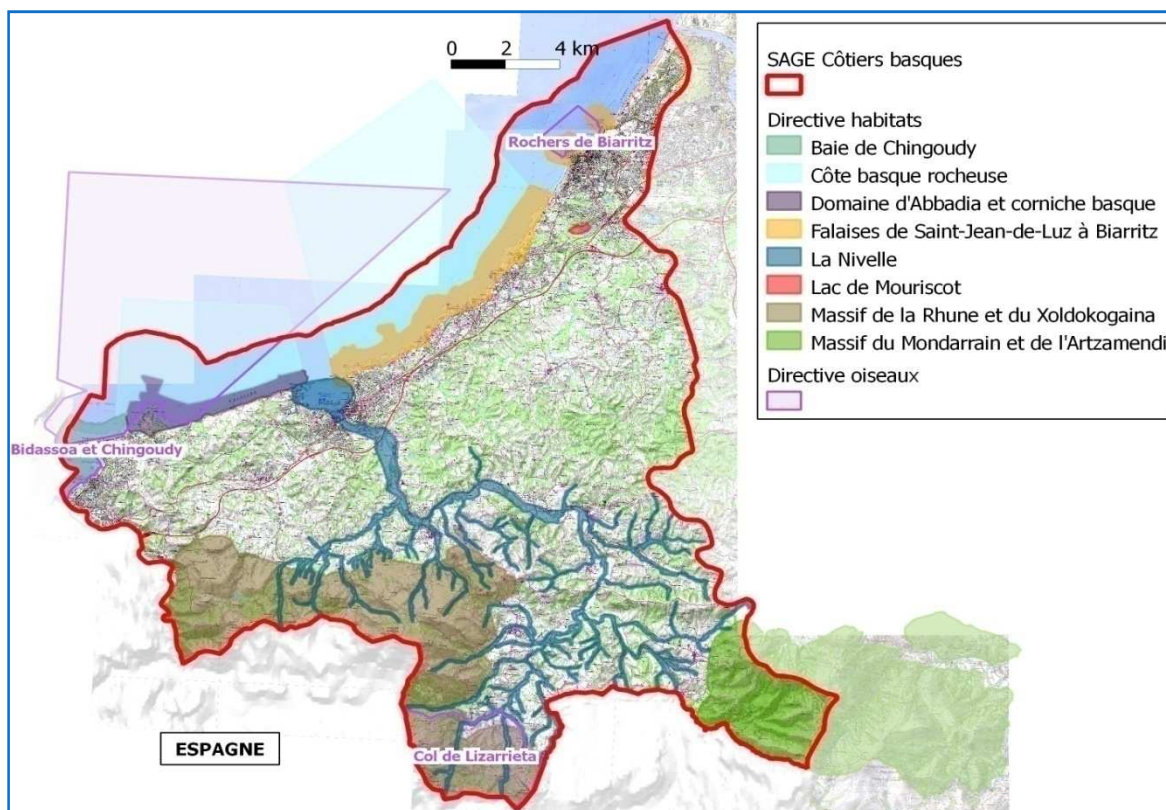 0 2 4 km
Rochers de Biarritz
Bidassoa et Chingoudy
Col de Lizarrieta
ESPAGNE
SAGE Côtiers basques
Directive habitats
Baie de Chingoudy
Côte basque rocheuse
Domaine d'Abbadia et corniche basque
Falaises de Saint-Jean-de-Luz à Biarritz
La Nivelle
Lac de Mouriscot
Massif de la Rhune et du Xoldokogaina
Massif du Mondarrain et de l'Artzamendi
Directive oiseaux